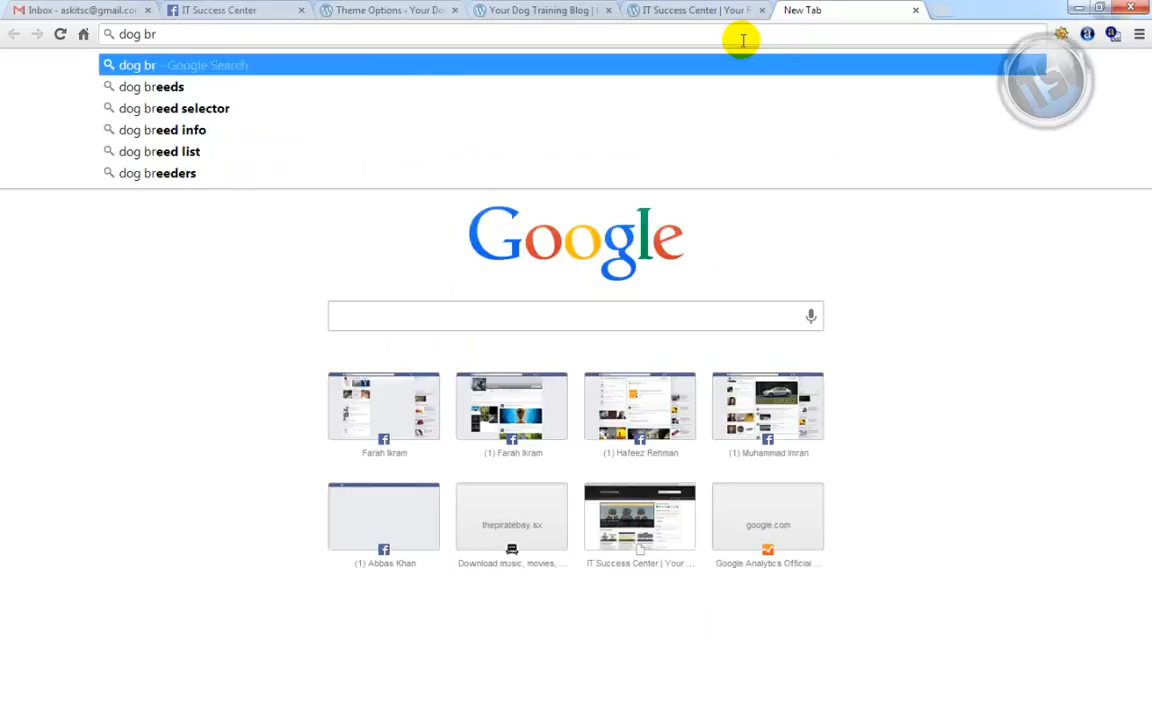 Inbox - askitsc@gmail.com
IT Success Center
Theme Options - Your Do
Your Dog Training Blog |
IT Success Center | Your F
New Tab
dog br
dog br - Google Search
dog breeds
dog breed selector
dog breed info
dog breed list
dog breeders
ITS
Google
Farah Ikram
(1) Farah Ikram
(1) Hafeez Rehman
(1) Muhammad Imran
thepiratebay.sx
google.com
(1) Abbas Khan
Download music, movies, ...
IT Success Center | Your ...
Google Analytics Official ...